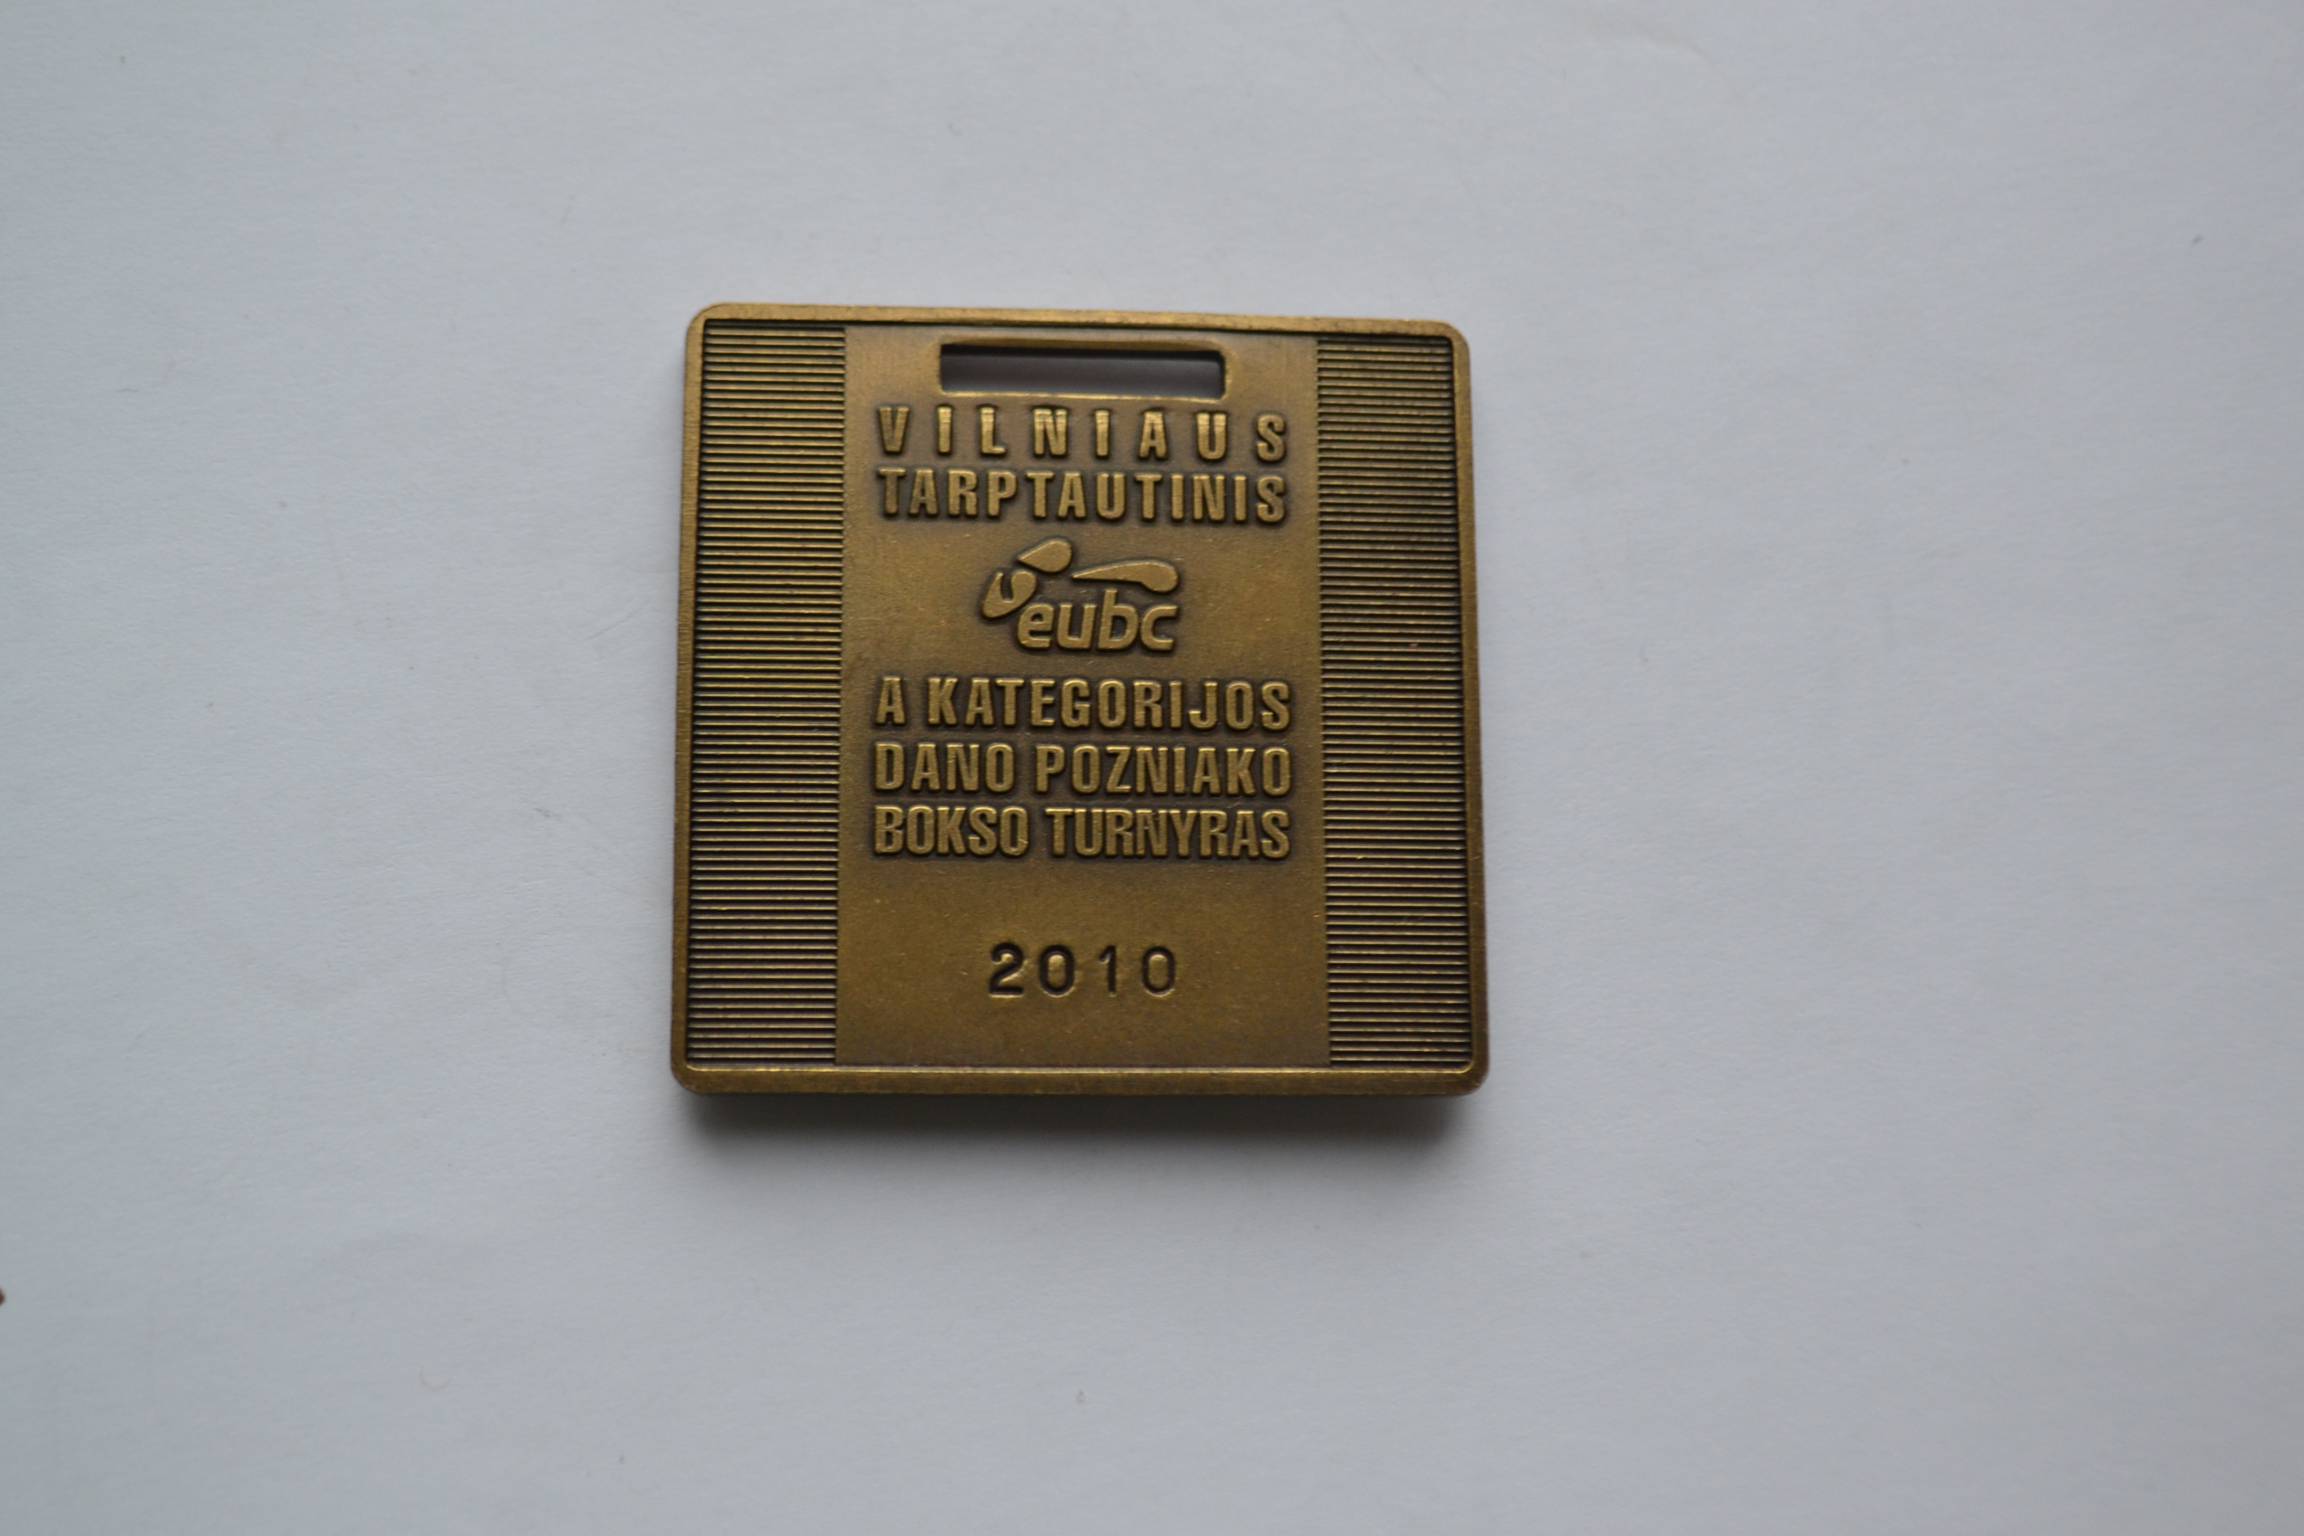 VILNIAUS
TARPTAUTINIS
eubc
A KATEGORIJOS
DANO POZNIAKO
BOKSO TURNYRAS
2010